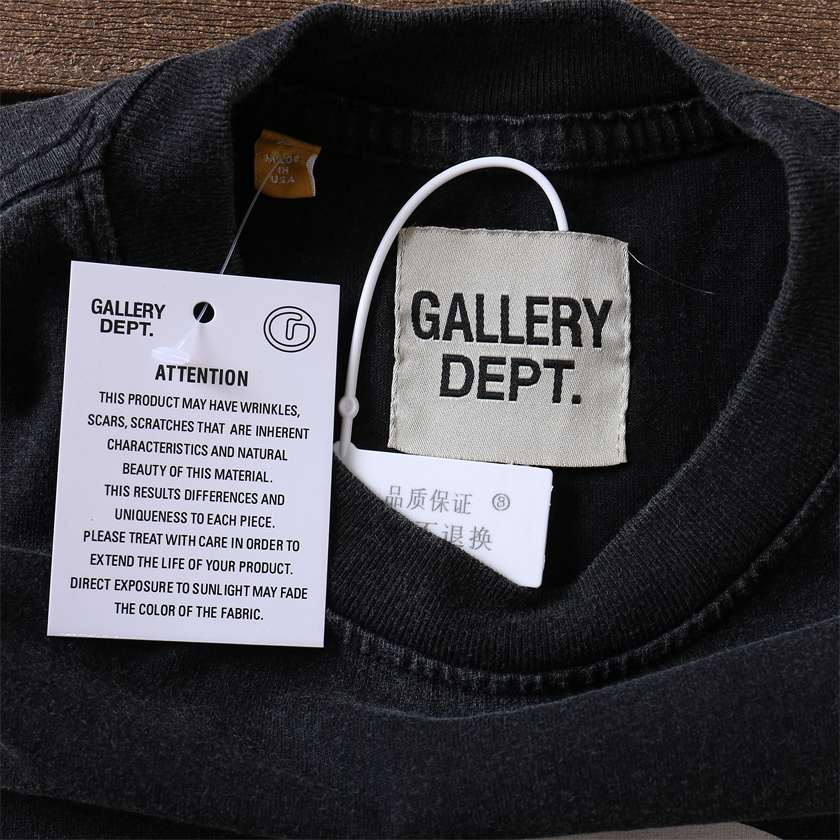 MADE
IN
USA
GALLERY
DEPT.
ATTENTION
THIS PRODUCT MAY HAVE WRINKLES,
SCARS, SCRATCHES THAT ARE INHERENT
CHARACTERISTICS AND NATURAL
BEAUTY OF THIS MATERIAL.
THIS RESULTS DIFFERENCES AND
UNIQUENESS TO EACH PIECE.
PLEASE TREAT WITH CARE IN ORDER TO
EXTEND THE LIFE OF YOUR PRODUCT.
DIRECT EXPOSURE TO SUNLIGHT MAY FADE
THE COLOR OF THE FABRIC.
GALLERY
DEPT.
品质保证 ⑧
不退换